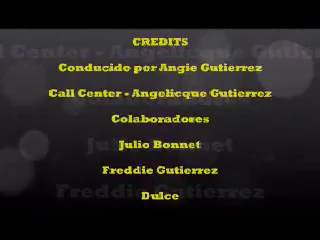 CREDITS
Conducido por Angie Gutierrez
Call Center - Angelicque Gutierrez
Colaboradores
Julio Bonnet
Freddie Gutierrez
Dulce